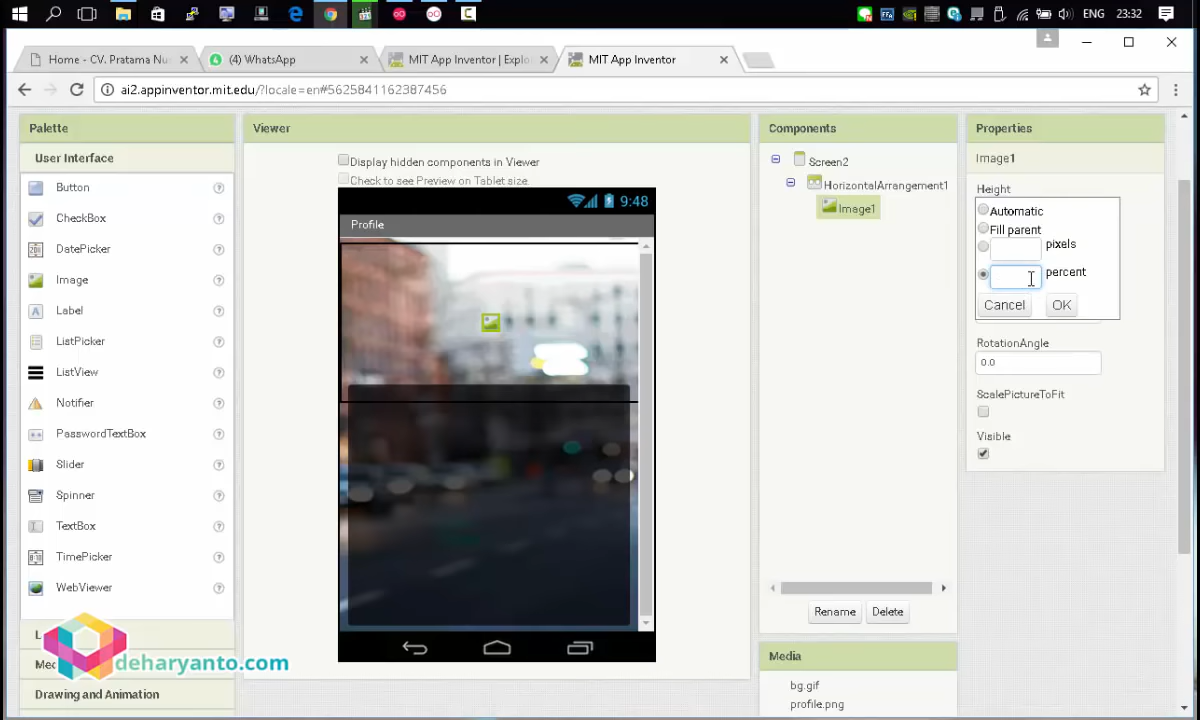 ENG 23:32
Home - CV. Pratama Nu
(4) WhatsApp
MIT App Inventor | Explo
MIT App Inventor
ai2.appinventor.mit.edu/?locale=en#5625841162387456
Palette
Viewer
Components
Properties
User Interface
Button
CheckBox
DatePicker
Image
Label
ListPicker
ListView
Notifier
PasswordTextBox
Slider
Spinner
TextBox
TimePicker
WebViewer
Drawing and Animation
deharyanto.com
Display hidden components in Viewer
Check to see Preview on Tablet size.
9:48
Profile
Screen2
HorizontalArrangement1
Image1
Rename
Delete
Media
bg.gif
profile.png
Image1
Height
Automatic
Fill parent
pixels
percent
Cancel
OK
RotationAngle
0.0
ScalePictureToFit
Visible